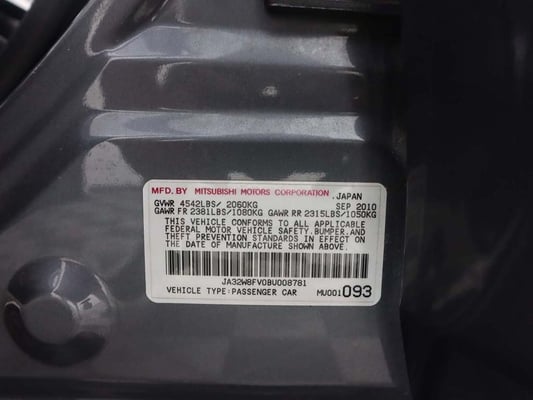 MFD. BY MITSUBISHI MOTORS CORPORATION, JAPAN
GVWR 4542LBS/ 2060KG SEP 2010
GAWR FR 2381LBS/1080KG GAWR RR 2315LBS/1050KG
THIS VEHICLE CONFORMS TO ALL APPLICABLE
FEDERAL MOTOR VEHICLE SAFETY, BUMPER, AND
THEFT PREVENTION STANDARDS IN EFFECT ON
THE DATE OF MANUFACTURE SHOWN ABOVE.
JA32W8FV0BU008781
VEHICLE TYPE:PASSENGER CAR MU001093